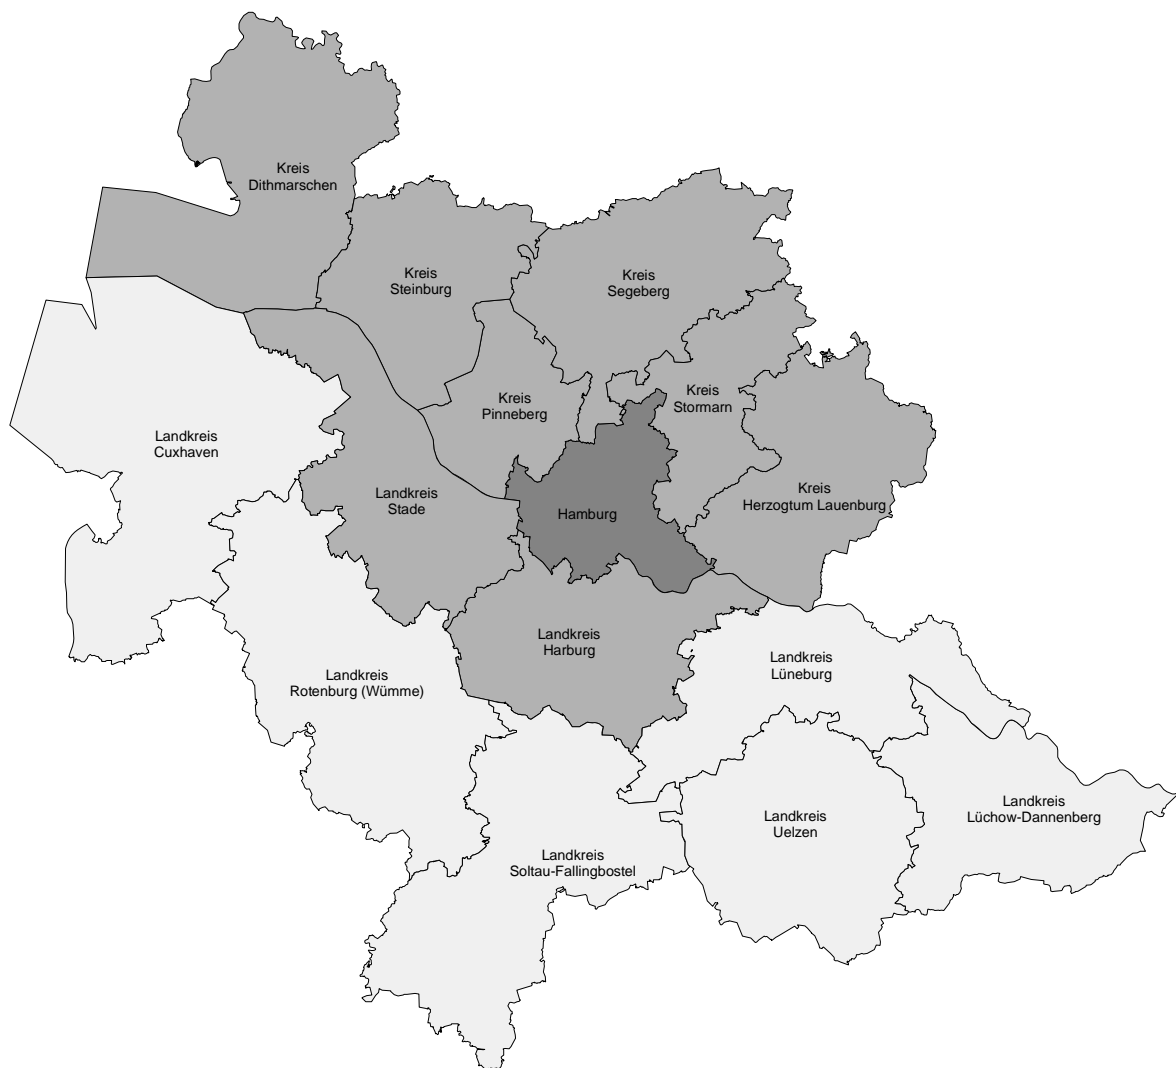 Kreis
Dithmarschen
Kreis
Steinburg
Kreis
Segeberg
Kreis
Pinneberg
Kreis
Stormarn
Landkreis
Cuxhaven
Landkreis
Stade
Hamburg
Kreis
Herzogtum Lauenburg
Landkreis
Harburg
Landkreis
Rotenburg (Wümme)
Landkreis
Lüneburg
Landkreis
Uelzen
Landkreis
Lüchow-Dannenberg
Landkreis
Soltau-Fallingbostel